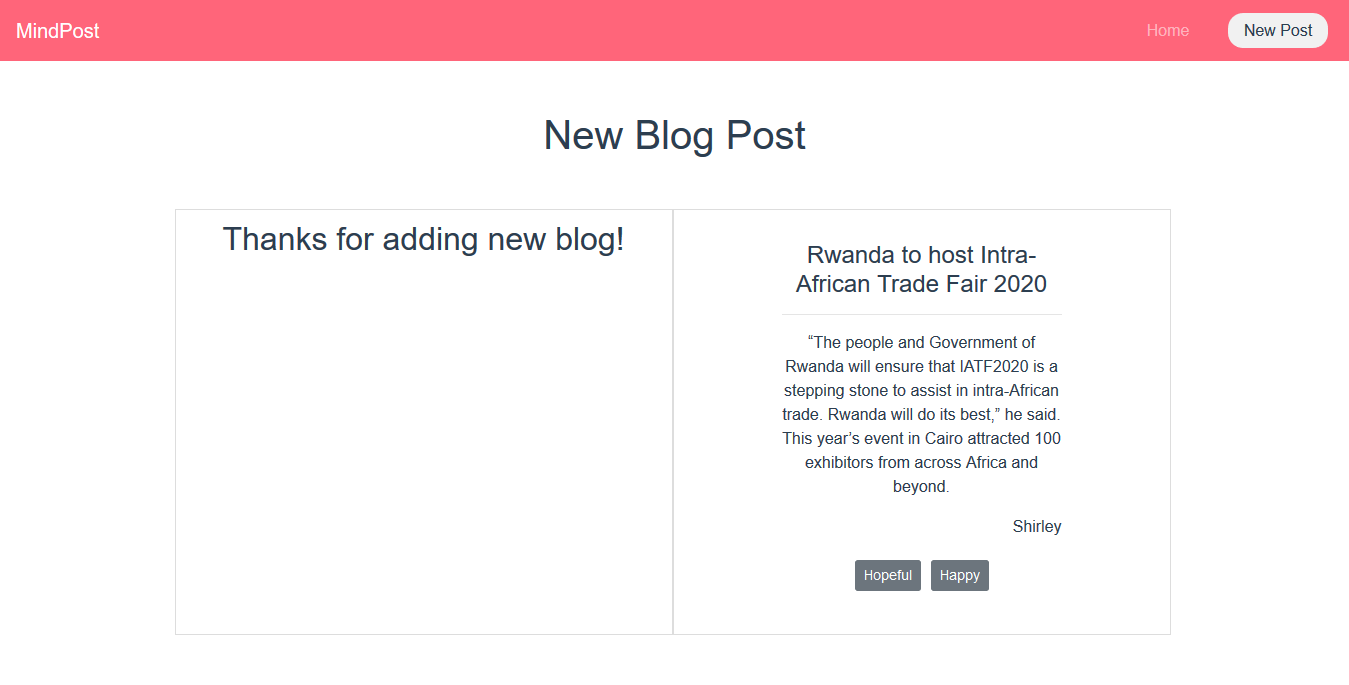 MindPost
Home
New Post
New Blog Post
Thanks for adding new blog!
Rwanda to host Intra-
African Trade Fair 2020
“The people and Government of
Rwanda will ensure that IATF2020 is a
stepping stone to assist in intra-African
trade. Rwanda will do its best,” he said.
This year’s event in Cairo attracted 100
exhibitors from across Africa and
beyond.
Shirley
Hopeful
Happy